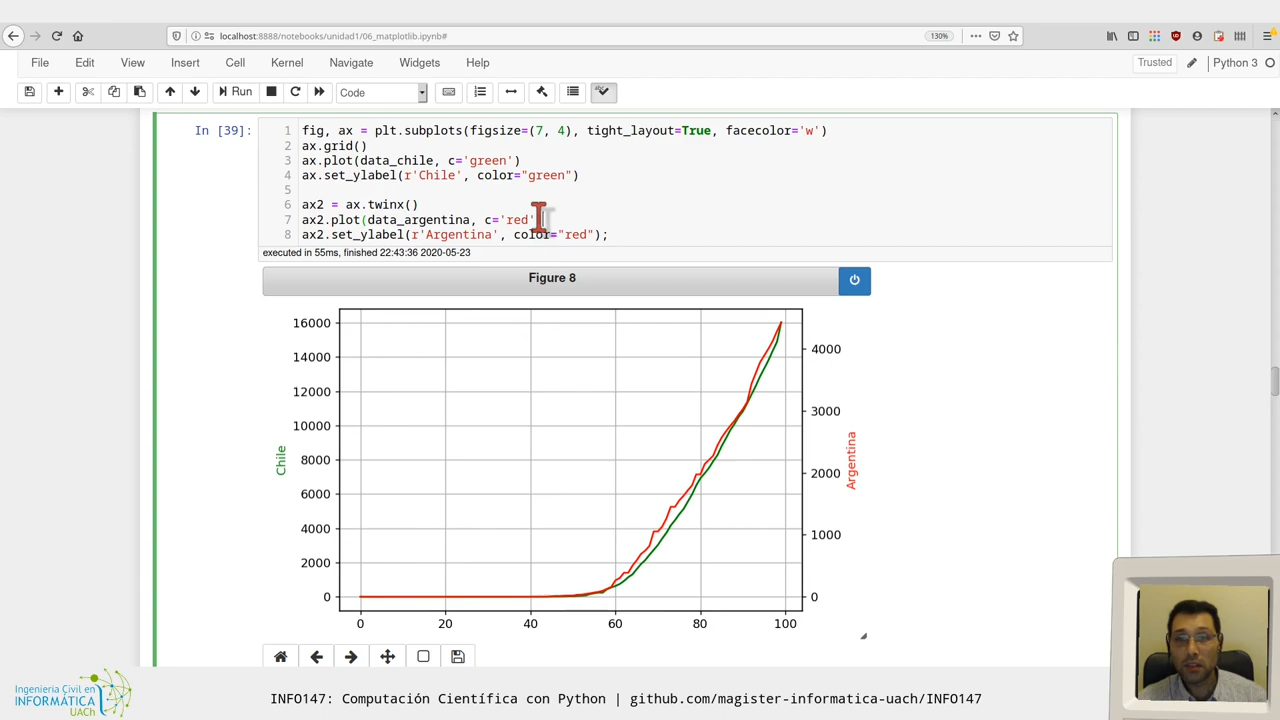 localhost:8888/notebooks/unidad1/06_matplotlib.ipynb#
130%
File Edit View Insert Cell Kernel Navigate Widgets Help
Trusted
Python 3
Run
Code
In [39]:
1 fig, ax = plt.subplots(figsize=(7, 4), tight_layout=True, facecolor='w')
2 ax.grid()
3 ax.plot(data_chile, c='green')
4 ax.set_ylabel(r'Chile', color="green")
5
6 ax2 = ax.twinx()
7 ax2.plot(data_argentina, c='red'
8 ax2.set_ylabel(r'Argentina', color="red");
executed in 55ms, finished 22:43:36 2020-05-23
Figure 8
16000
14000
12000
10000
8000
6000
4000
2000
0
Chile
4000
3000
2000
1000
0
Argentina
0 20 40 60 80 100
Ingeniería Civil en
INFORMÁTICA
UACh
INFO147: Computación Científica con Python | github.com/magister-informatica-uach/INFO147